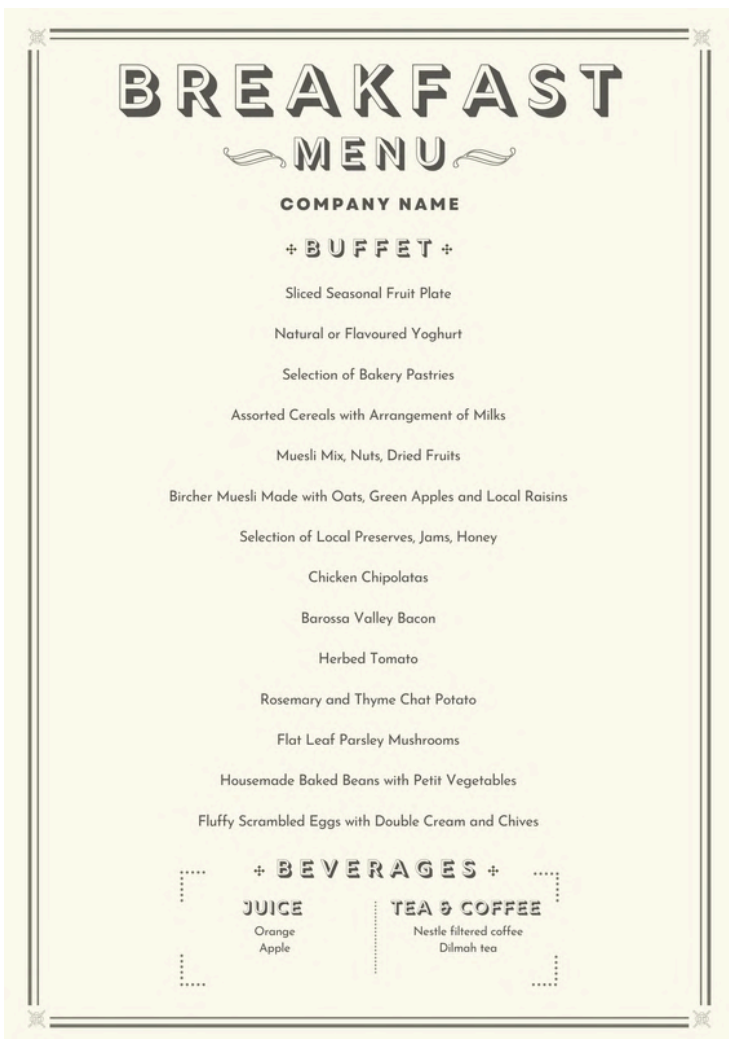 BREAKFAST
MENU
COMPANY NAME
BUFFET
Sliced Seasonal Fruit Plate
Natural or Flavoured Yoghurt
Selection of Bakery Pastries
Assorted Cereals with Arrangement of Milks
Muesli Mix, Nuts, Dried Fruits
Bircher Muesli Made with Oats, Green Apples and Local Raisins
Selection of Local Preserves, Jams, Honey
Chicken Chipolatas
Barossa Valley Bacon
Herbed Tomato
Rosemary and Thyme Chat Potato
Flat Leaf Parsley Mushrooms
Housemade Baked Beans with Petit Vegetables
Fluffy Scrambled Eggs with Double Cream and Chives
BEVERAGES
JUICE
Orange
Apple
TEA & COFFEE
Nestle filtered coffee
Dilmah tea